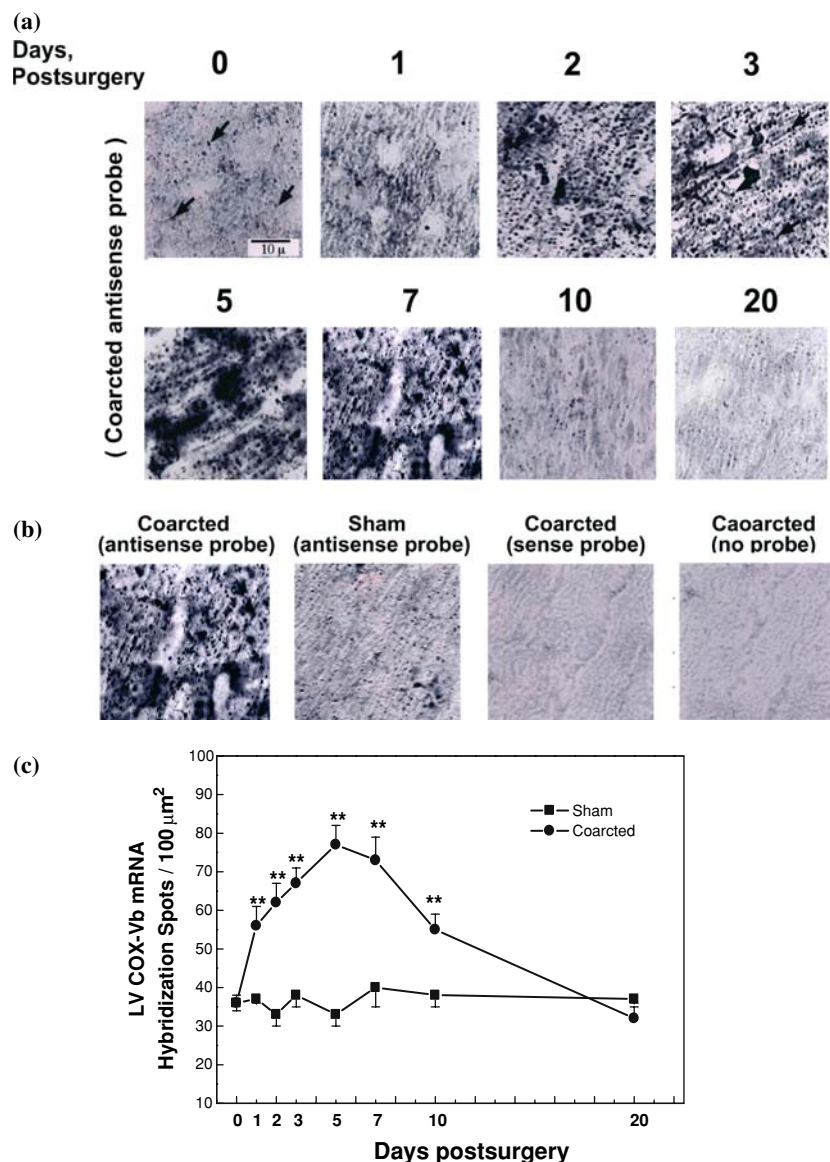 (a)
Days,
Postsurgery
0 1 2 3
10 μ
( Coarcted antisense probe )
5 7 10 20
(b)
Coarcted
(antisense probe)
Sham
(antisense probe)
Coarcted
(sense probe)
Caoarcted
(no probe)
(c)
100
90
80
70
60
50
40
30
20
10
LV COX-Vb mRNA
Hybridization Spots / 100 μm²
** ** ** ** ** **
Sham
Coarcted
0 1 2 3 5 7 10 20
Days postsurgery